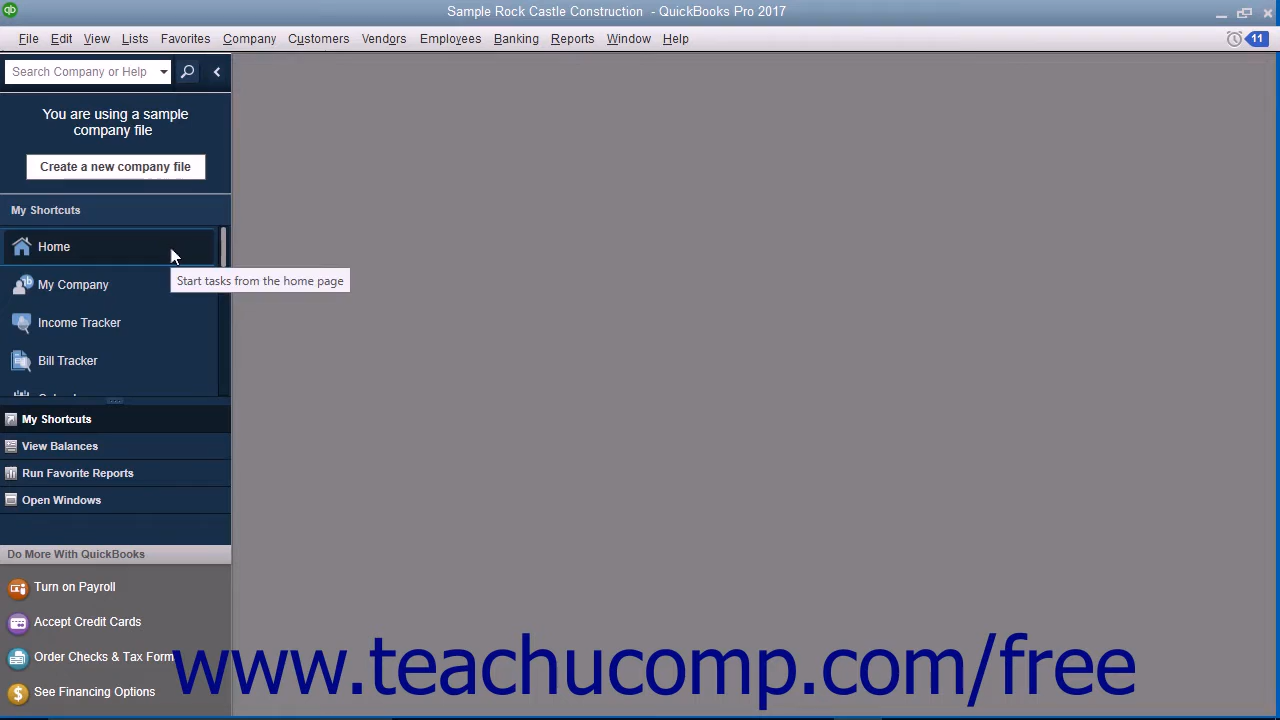 qb
Sample Rock Castle Construction - QuickBooks Pro 2017
File Edit View Lists Favorites Company Customers Vendors Employees Banking Reports Window Help
11
Search Company or Help
You are using a sample
company file
Create a new company file
My Shortcuts
Home
Start tasks from the home page
My Company
Income Tracker
Bill Tracker
My Shortcuts
View Balances
Run Favorite Reports
Open Windows
Do More With QuickBooks
Turn on Payroll
Accept Credit Cards
Order Checks & Tax Form
See Financing Options
www.teachucomp.com/free